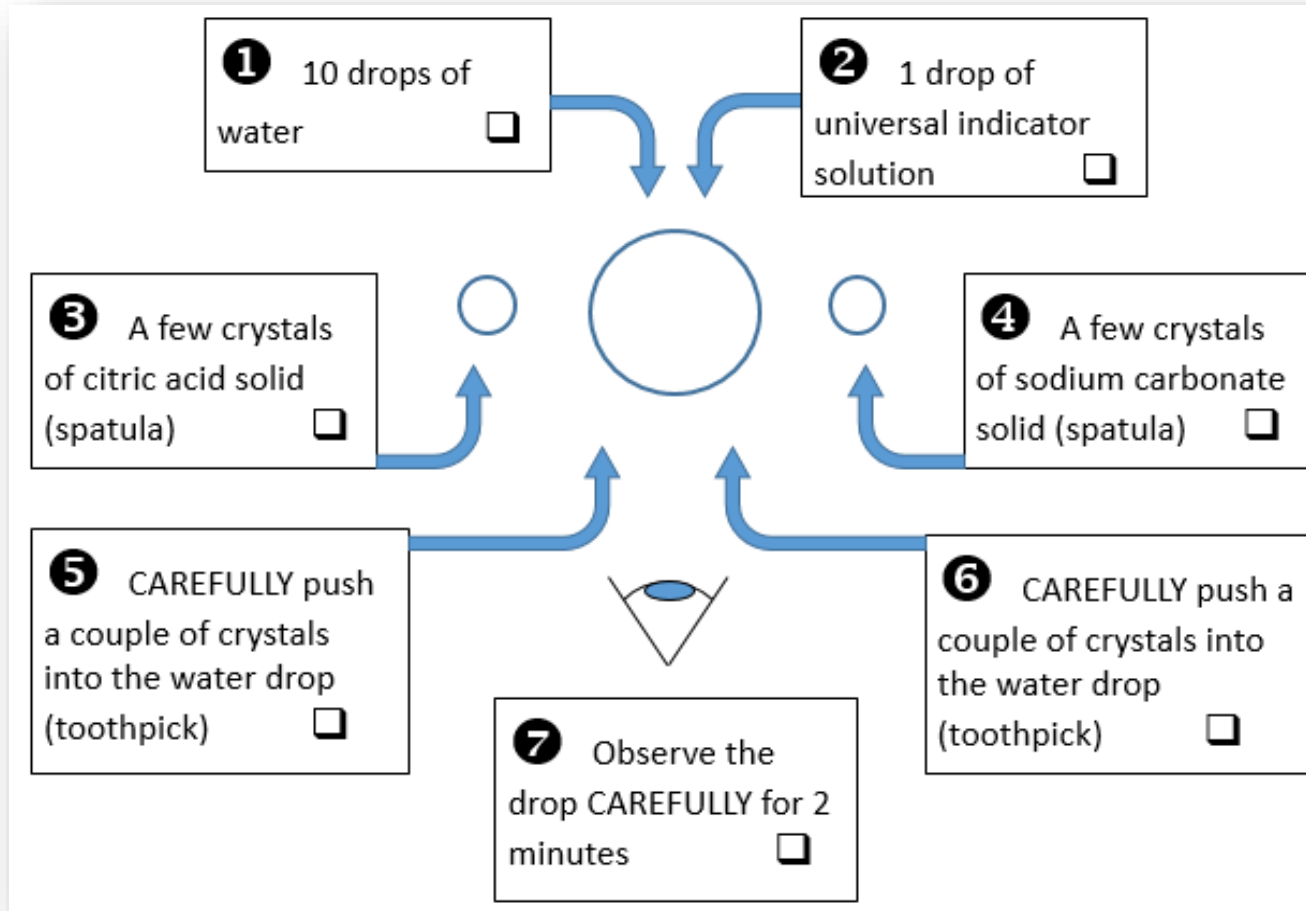 ❶ 10 drops of
water ❑
❷ 1 drop of
universal indicator
solution ❑
❸ A few crystals
of citric acid solid
(spatula) ❑
❹ A few crystals
of sodium carbonate
solid (spatula) ❑
❺ CAREFULLY push
a couple of crystals
into the water drop
(toothpick) ❑
❻ CAREFULLY push a
couple of crystals into
the water drop
(toothpick) ❑
❼ Observe the
drop CAREFULLY for 2
minutes ❑